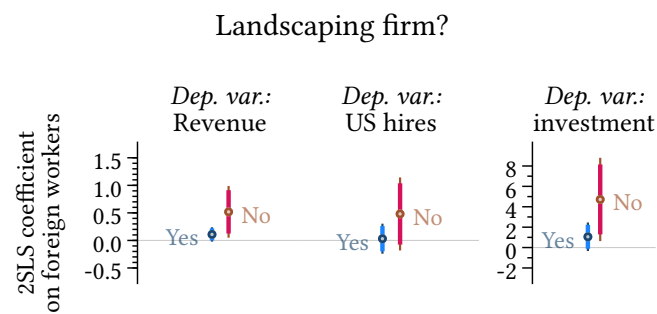 Landscaping firm?
Dep. var.:
Revenue
Dep. var.:
US hires
Dep. var.:
investment
2SLS coefficient
on foreign workers
1.5
1.0
0.5
0.0
-0.5
Yes
No
Yes
No
8
6
4
2
0
-2
Yes
No